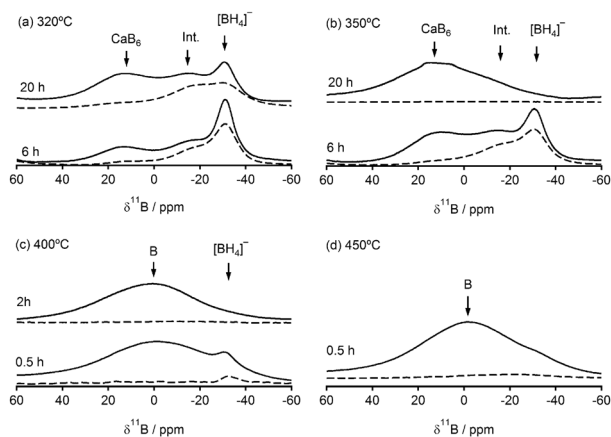 (a) 320ºC
CaB6
Int.
[BH4]−
20 h
6 h
60 40 20 0 -20 -40 -60
δ11B / ppm
(b) 350ºC
CaB6
Int.
[BH4]−
20 h
6 h
60 40 20 0 -20 -40 -60
δ11B / ppm
(c) 400ºC
B
[BH4]−
2h
0.5 h
60 40 20 0 -20 -40 -60
δ11B / ppm
(d) 450ºC
B
0.5 h
60 40 20 0 -20 -40 -60
δ11B / ppm